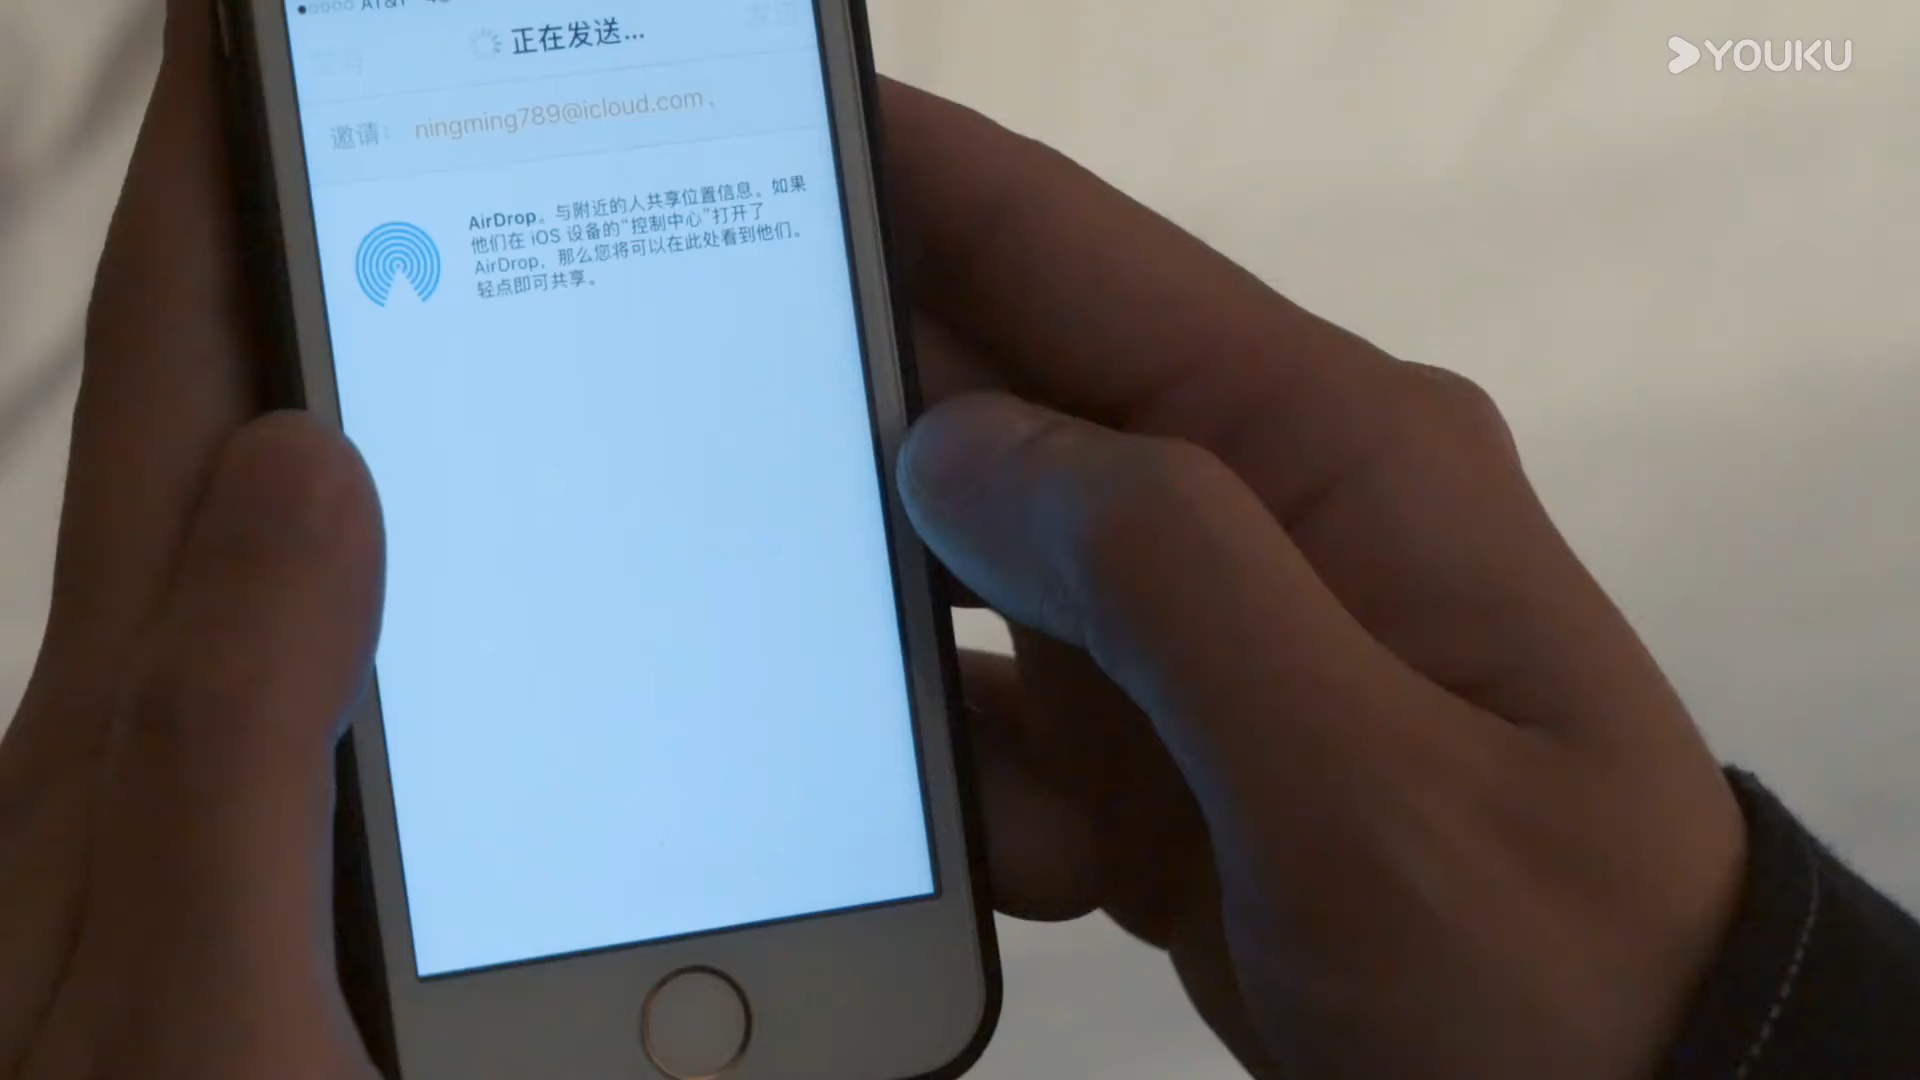 YOUKU
AT&T
正在发送...
邀请: ningming789@icloud.com、
AirDrop。与附近的人共享位置信息。如果
他们在 iOS 设备的“控制中心”打开了
AirDrop，那么您将可以在此处看到他们。
轻点即可共享。